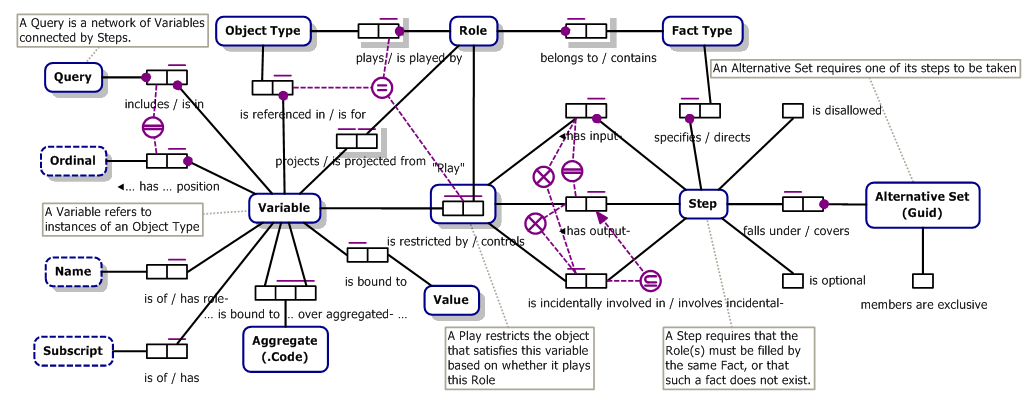 A Query is a network of Variables
connected by Steps.
Object Type
Role
Fact Type
plays / is played by
belongs to / contains
An Alternative Set requires one of its steps to be taken
Query
includes / is in
is referenced in / is for
◄has input-
specifies / directs
is disallowed
Ordinal
◄... has ... position
projects / is projected from
"Play"
A Variable refers to
instances of an Object Type
Variable
Step
Alternative Set
(Guid)
is restricted by / controls
◄has output-
falls under / covers
Name
is of / has role-
is bound to
Value
is incidentally involved in / involves incidental-
is optional
members are exclusive
... is bound to ... over aggregated- ...
Aggregate
(.Code)
Subscript
is of / has
A Play restricts the object
that satisfies this variable
based on whether it plays
this Role
A Step requires that the
Role(s) must be filled by
the same Fact, or that
such a fact does not exist.